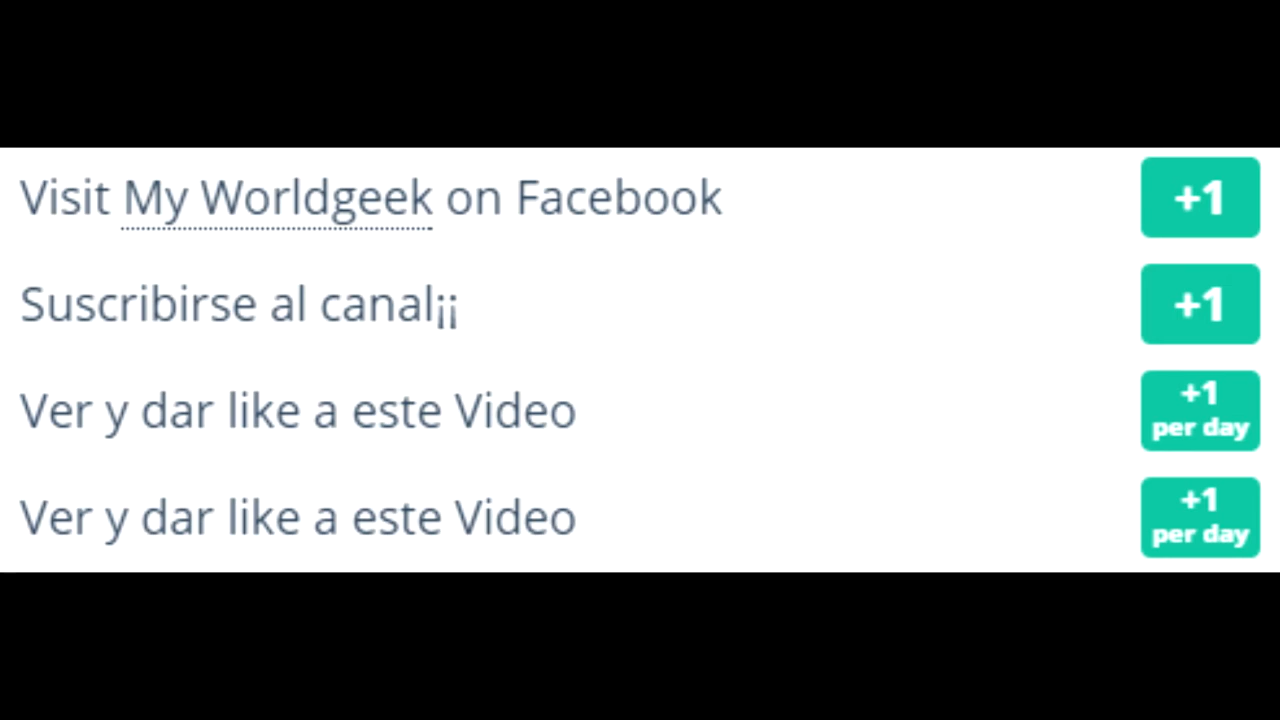 Visit My Worldgeek on Facebook +1
Suscribirse al canal¡¡ +1
Ver y dar like a este Video +1 per day
Ver y dar like a este Video +1 per day